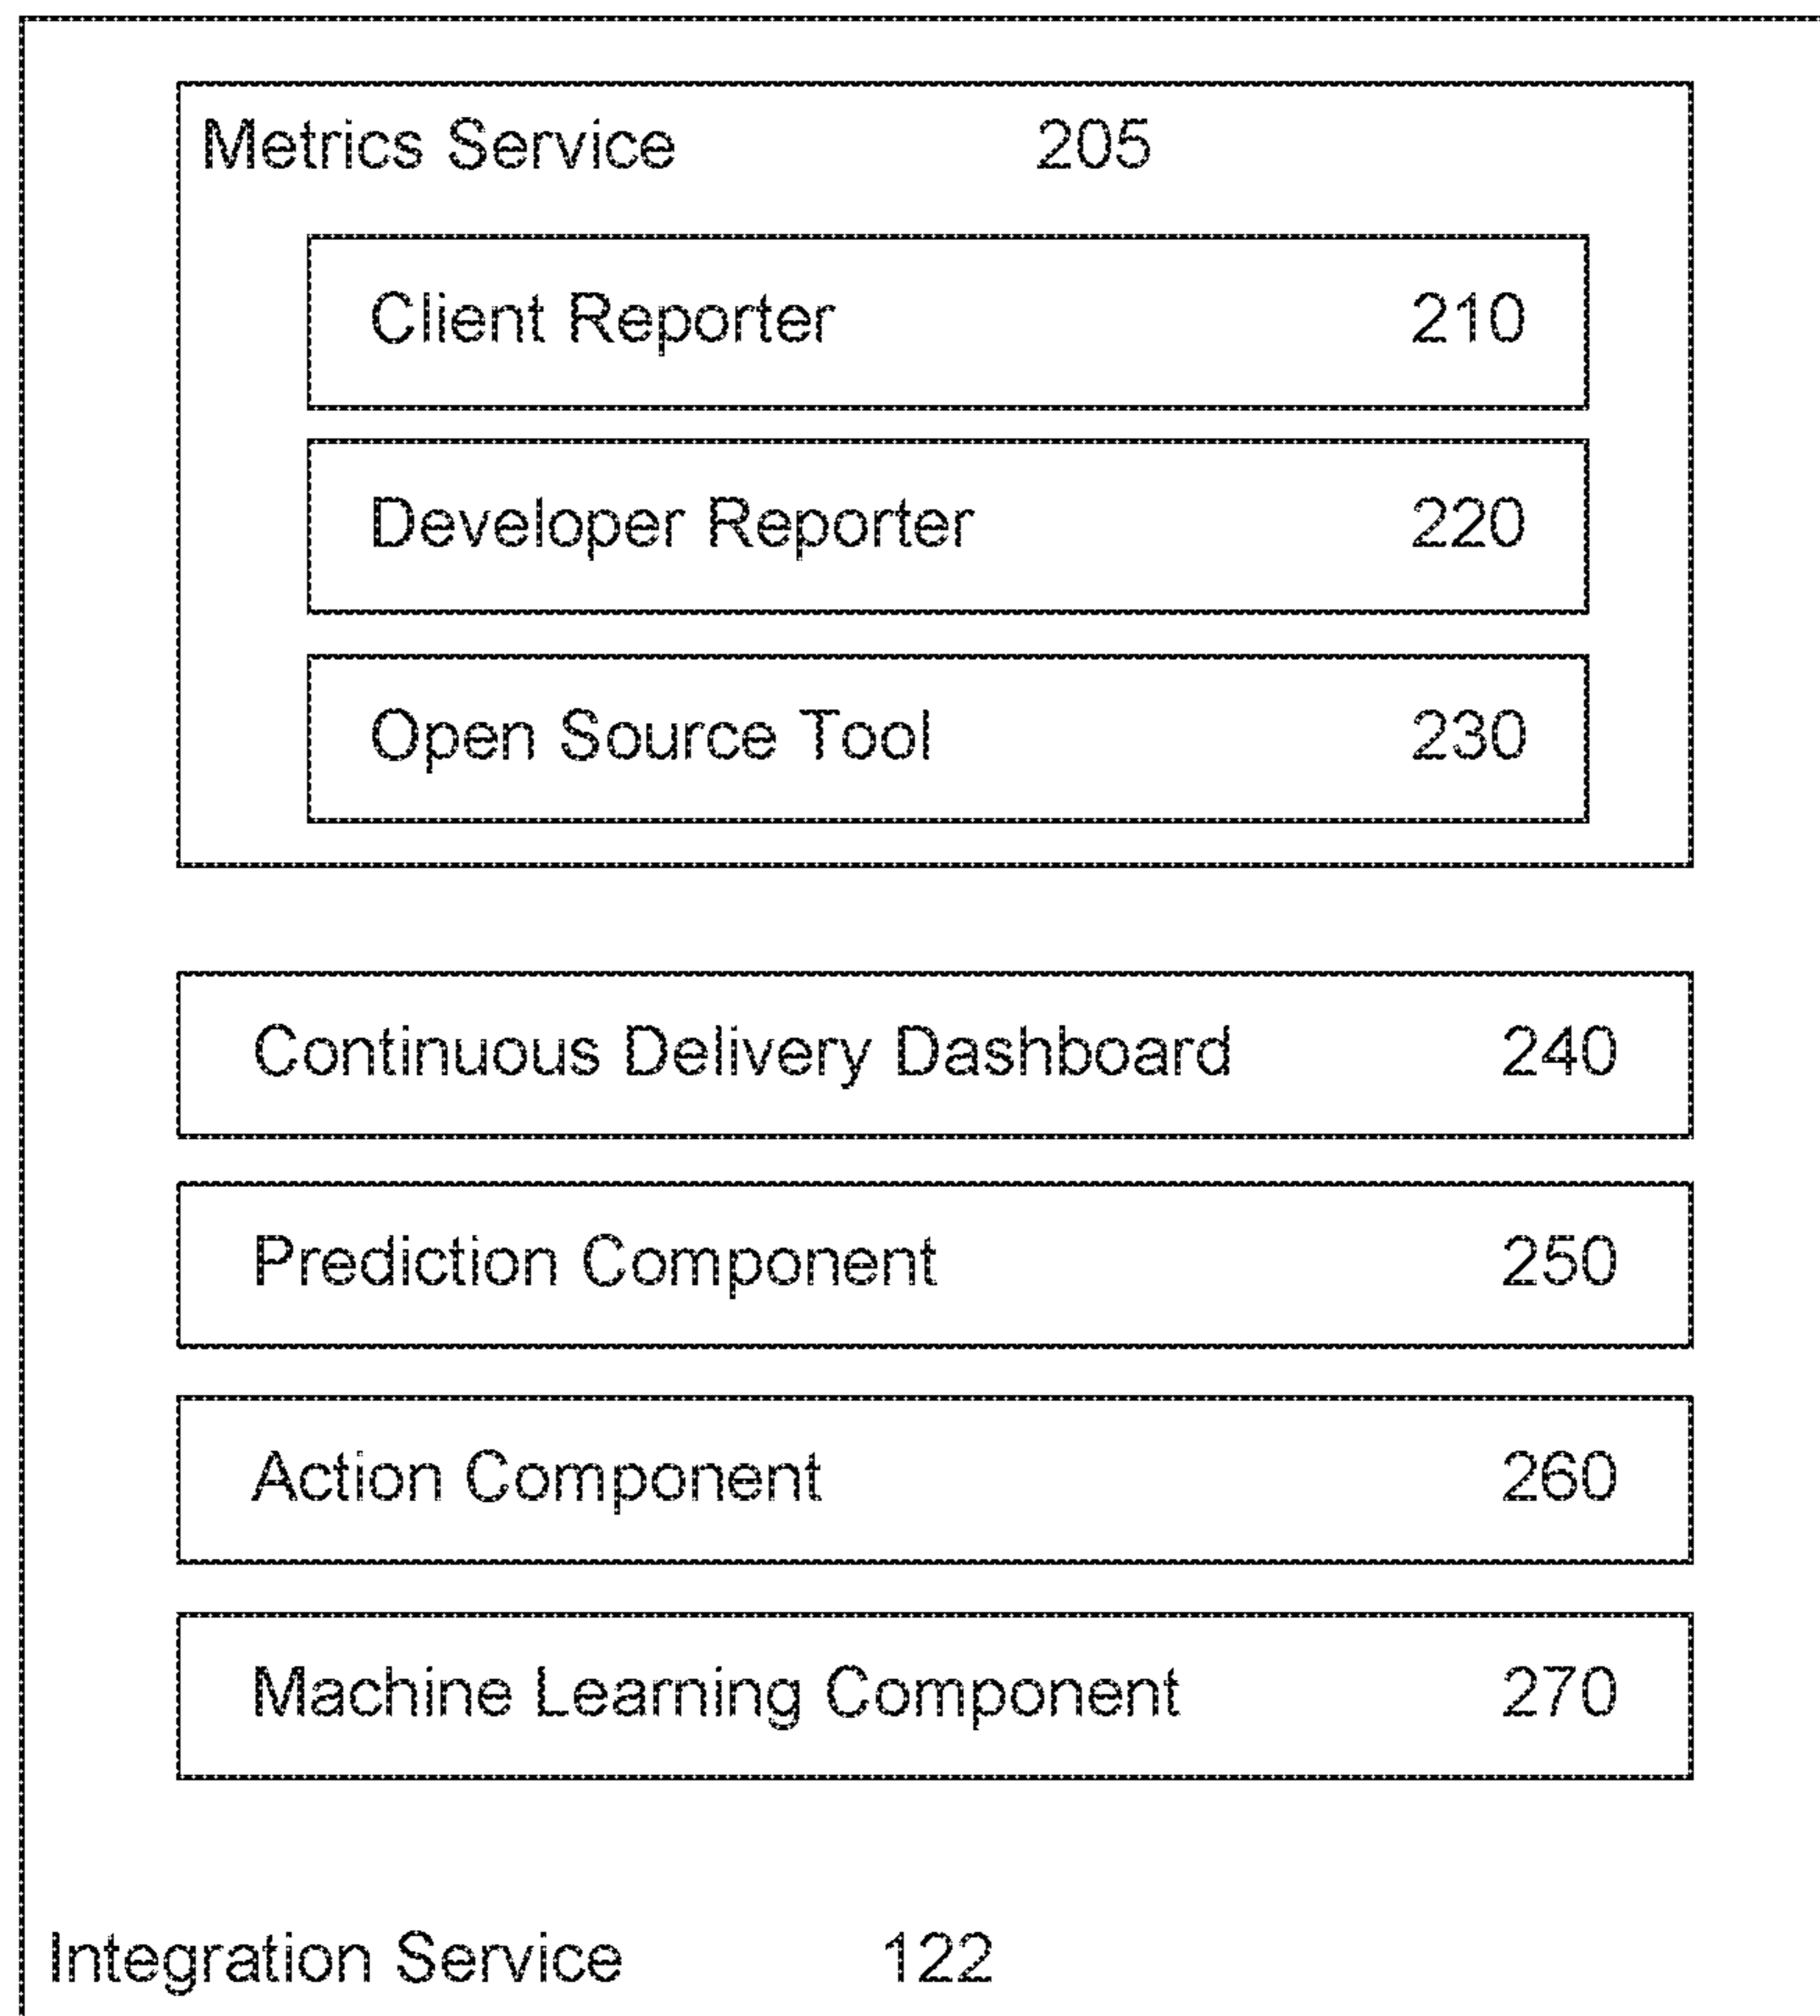 Metrics Service 205
Client Reporter 210
Developer Reporter 220
Open Source Tool 230
Continuous Delivery Dashboard 240
Prediction Component 250
Action Component 260
Machine Learning Component 270
Integration Service 122